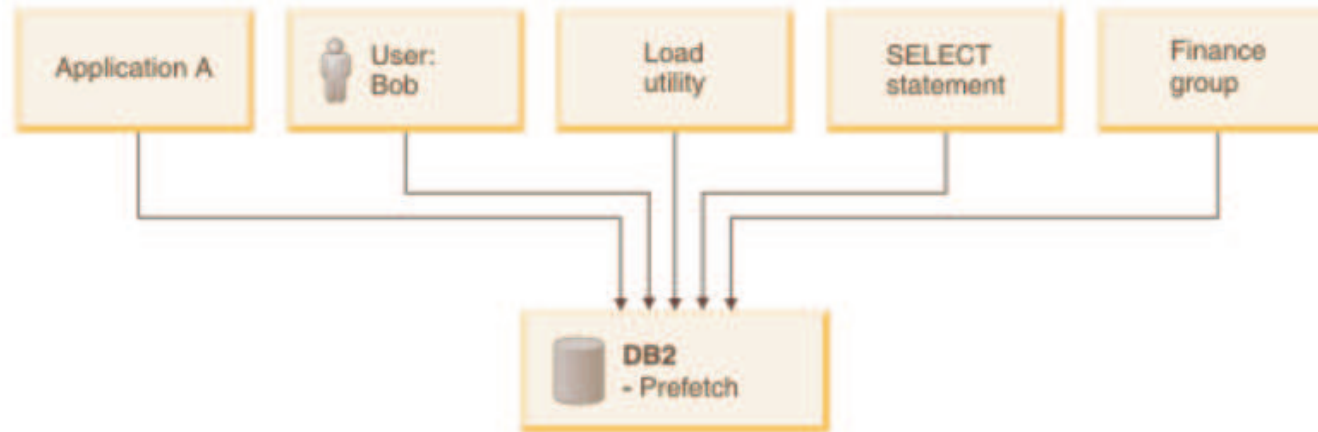 Application A
User:
Bob
Load
utility
SELECT
statement
Finance
group
DB2
- Prefetch